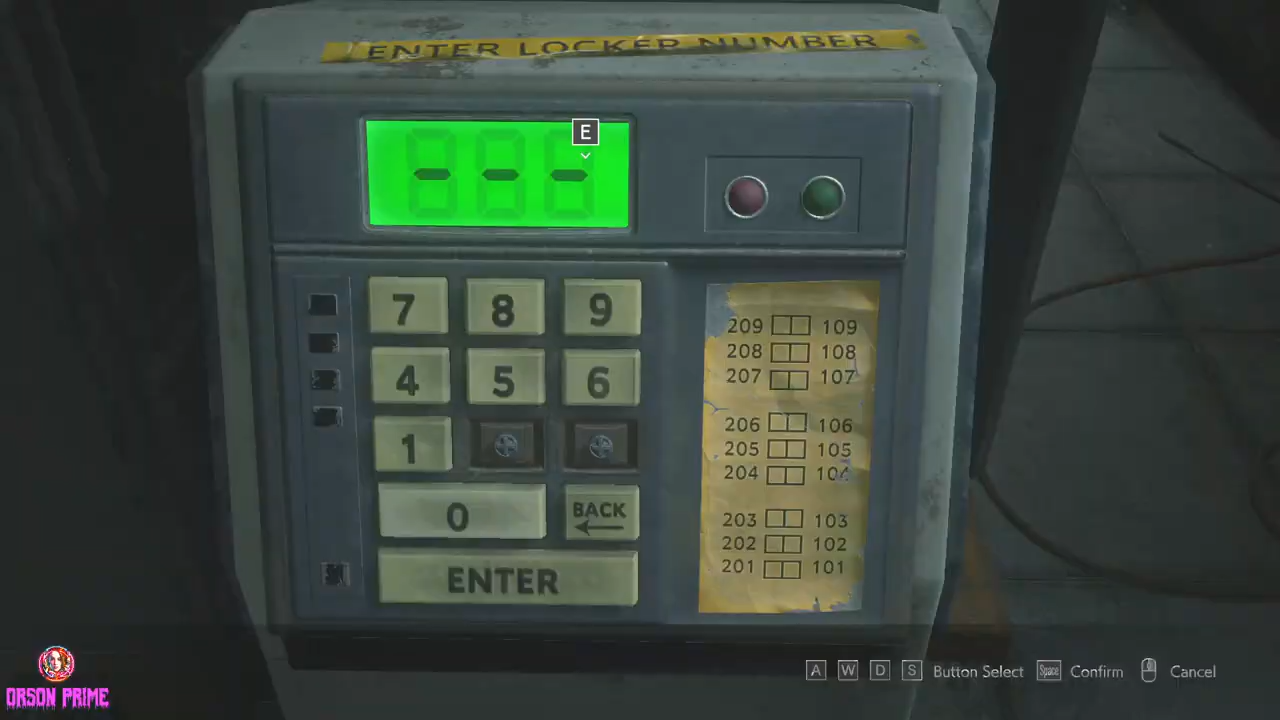 ENTER LOCKER NUMBER
E
7 8 9
4 5 6
1
0 BACK
ENTER
209 109
208 108
207 107
206 106
205 105
204 104
203 103
202 102
201 101
A W D S Button Select Space Confirm Cancel
ORSON PRIME